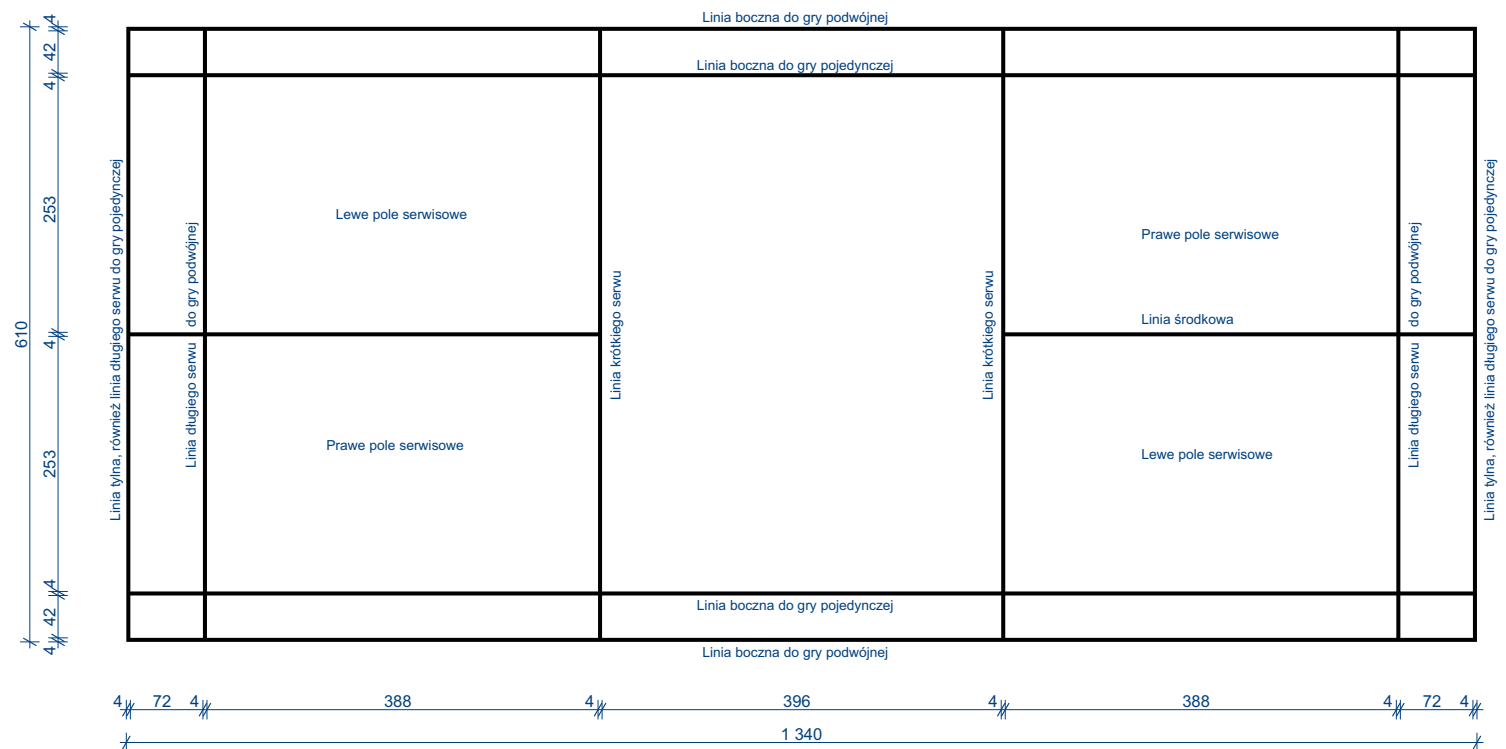 Linia boczna do gry podwójnej
Linia boczna do gry pojedynczej
4
42
4
253
4
253
4
42
4
610
Linia tylna, również linia długiego serwu do gry pojedynczej
Linia długiego serwu do gry podwójnej
Lewe pole serwisowe
Prawe pole serwisowe
Linia krótkiego serwu
Linia krótkiego serwu
Prawe pole serwisowe
Linia środkowa
Lewe pole serwisowe
Linia długiego serwu do gry podwójnej
Linia tylna, również linia długiego serwu do gry pojedynczej
Linia boczna do gry pojedynczej
Linia boczna do gry podwójnej
4 72 4 388 4 396 4 388 4 72 4
1 340